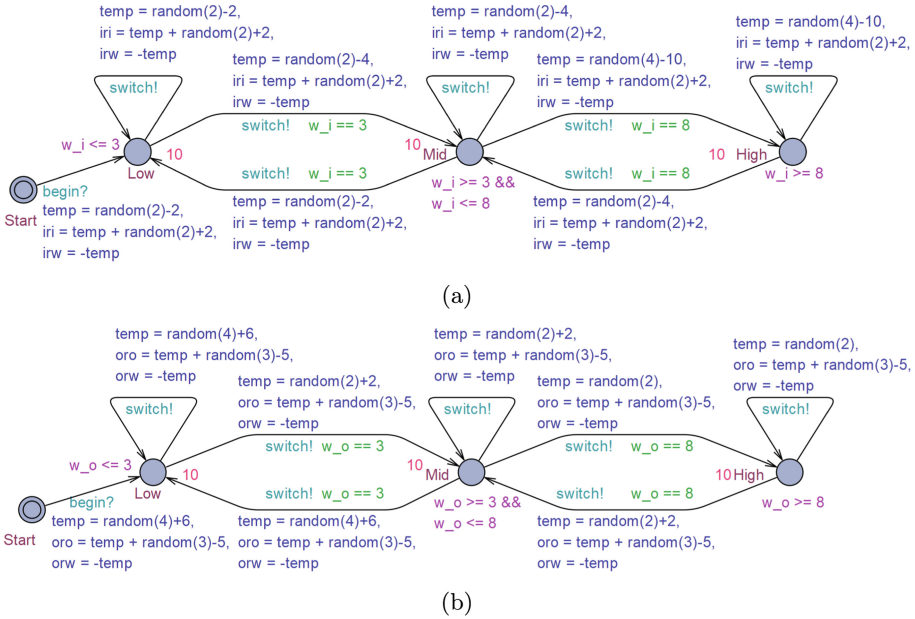 temp = random(2)-2,
iri = temp + random(2)+2,
irw = -temp
temp = random(2)-4,
iri = temp + random(2)+2,
irw = -temp
temp = random(4)-10,
iri = temp + random(2)+2,
irw = -temp
temp = random(2)-4,
iri = temp + random(2)+2,
irw = -temp
temp = random(4)-10,
iri = temp + random(2)+2,
irw = -temp
switch!
switch!
switch!
switch! w_i == 3
switch! w_i == 8
w_i <= 3
10
Low
10
Mid
10
High
switch! w_i == 3
switch! w_i == 8
w_i >= 3 &&
w_i <= 8
w_i >= 8
begin?
Start
temp = random(2)-2,
iri = temp + random(2)+2,
irw = -temp
temp = random(2)-2,
iri = temp + random(2)+2,
irw = -temp
temp = random(2)-4,
iri = temp + random(2)+2,
irw = -temp
(a)
temp = random(4)+6,
oro = temp + random(3)-5,
orw = -temp
temp = random(2)+2,
oro = temp + random(3)-5,
orw = -temp
temp = random(2),
oro = temp + random(3)-5,
orw = -temp
temp = random(2)+2,
oro = temp + random(3)-5,
orw = -temp
temp = random(2),
oro = temp + random(3)-5,
orw = -temp
switch!
switch!
switch!
switch! w_o == 3
switch! w_o == 8
w_o <= 3
10
Low
10
Mid
10
High
switch! w_o == 3
switch! w_o == 8
w_o >= 3 &&
w_o <= 8
w_o >= 8
begin?
Start
temp = random(4)+6,
oro = temp + random(3)-5,
orw = -temp
temp = random(4)+6,
oro = temp + random(3)-5,
orw = -temp
temp = random(2)+2,
oro = temp + random(3)-5,
orw = -temp
(b)